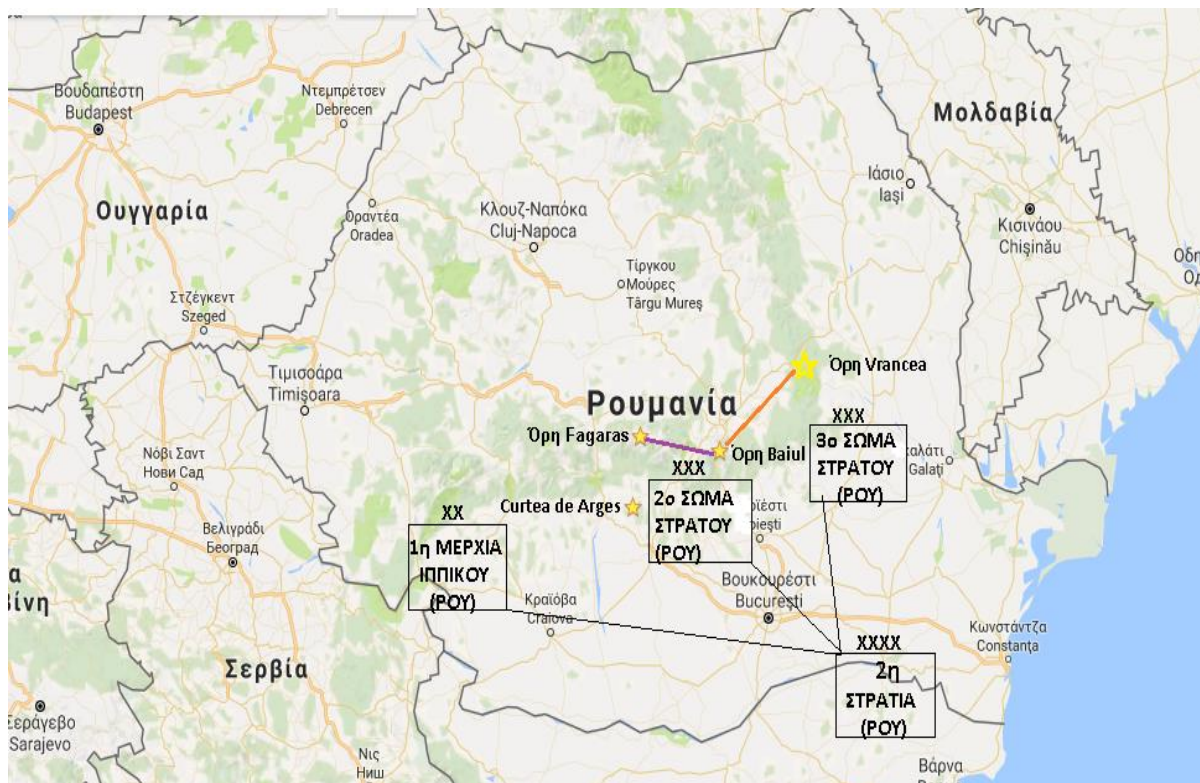 Βουδαπέστη
Budapest
Ντεμπρέτσεν
Debrecen
Μολδαβία
Ιάσιο
Iași
Ουγγαρία
Οραντέα
Oradea
Κλουζ-Ναπόκα
Cluj-Napoca
Κισινάου
Chișinău
Τίργκου
Μούρες
Târgu Mureș
Στζέγκεντ
Szeged
Τιμισοάρα
Timișoara
Όρη Vrancea
Ρουμανία
Όρη Fagaras
Όρη Baiul
XXX
3ο ΣΩΜΑ
ΣΤΡΑΤΟΥ
(ΡΟΥ)
Νόβι Σαντ
Нови Сад
Galați
XXX
2ο ΣΩΜΑ
ΣΤΡΑΤΟΥ
(ΡΟΥ)
Curtea de Arges
XX
1η ΜΕΡΧΙΑ
ΙΠΠΙΚΟΥ
(ΡΟΥ)
Βελιγράδι
Београд
Βουκουρέστι
București
Κραϊόβα
Craiova
Κωνστάντζα
Constanța
XXXX
2η
ΣΤΡΑΤΙΑ
(ΡΟΥ)
Σερβία
Sarajevo
Νις
Ниш
Βάρνα